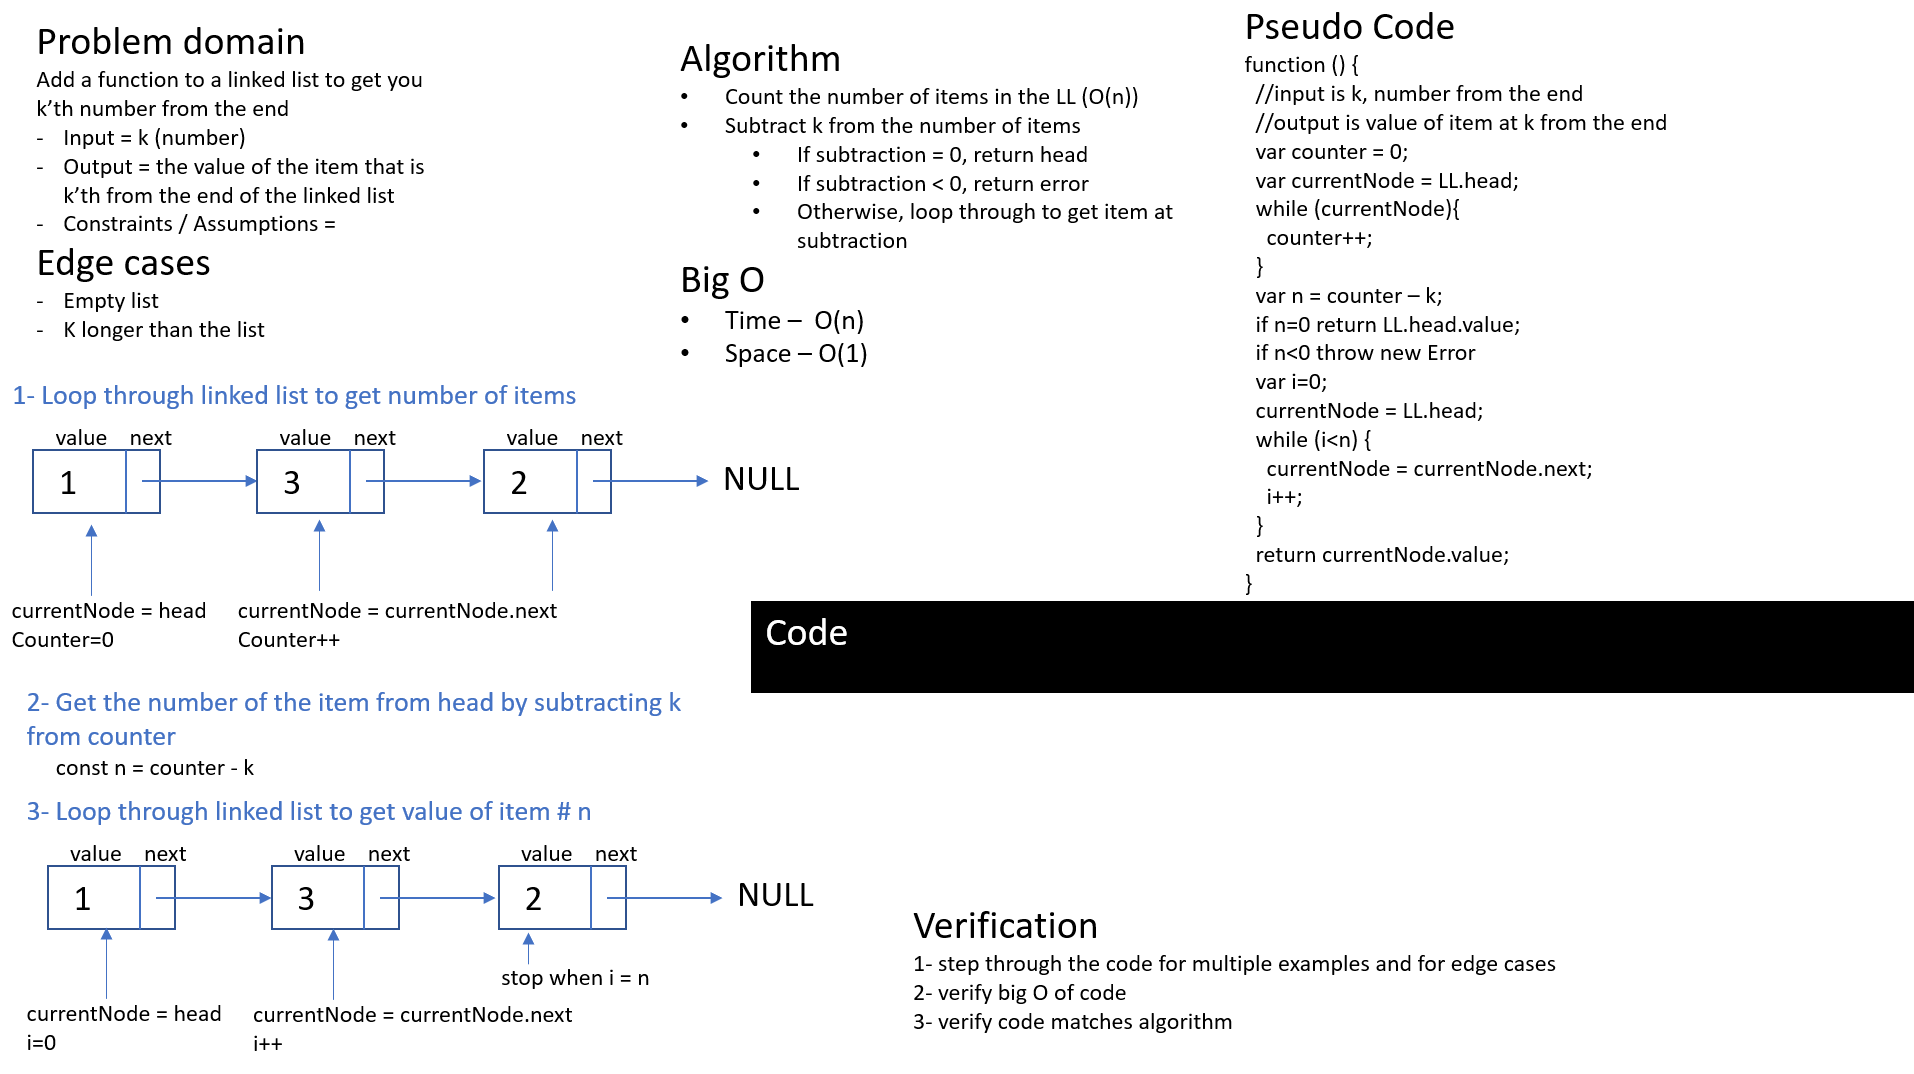 Problem domain
Add a function to a linked list to get you
k’th number from the end
- Input = k (number)
- Output = the value of the item that is
k’th from the end of the linked list
- Constraints / Assumptions =
Edge cases
- Empty list
- K longer than the list
1- Loop through linked list to get number of items
value next value next value next
1 3 2 NULL
currentNode = head currentNode = currentNode.next
Counter=0 Counter++
2- Get the number of the item from head by subtracting k
from counter
const n = counter - k
3- Loop through linked list to get value of item # n
value next value next value next
1 3 2 NULL
stop when i = n
currentNode = head currentNode = currentNode.next
i=0 i++
Algorithm
• Count the number of items in the LL (O(n))
• Subtract k from the number of items
• If subtraction = 0, return head
• If subtraction < 0, return error
• Otherwise, loop through to get item at
subtraction
Big O
• Time – O(n)
• Space – O(1)
Pseudo Code
function () {
//input is k, number from the end
//output is value of item at k from the end
var counter = 0;
var currentNode = LL.head;
while (currentNode){
counter++;
}
var n = counter – k;
if n=0 return LL.head.value;
if n<0 throw new Error
var i=0;
currentNode = LL.head;
while (i<n) {
currentNode = currentNode.next;
i++;
}
return currentNode.value;
}
Code
Verification
1- step through the code for multiple examples and for edge cases
2- verify big O of code
3- verify code matches algorithm